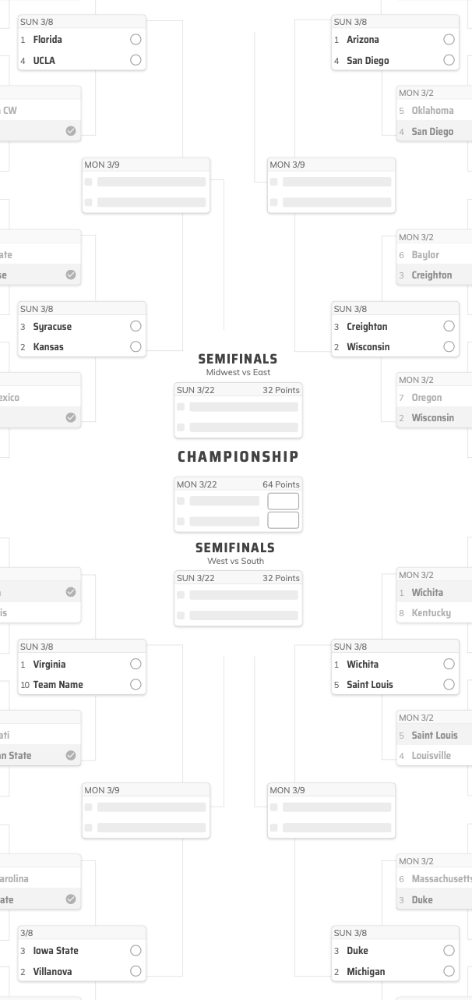 SUN 3/8
1 Florida
4 UCLA
CW
MON 3/9
ate
se
SUN 3/8
3 Syracuse
2 Kansas
exico
SUN 3/8
1 Arizona
4 San Diego
MON 3/2
5 Oklahoma
4 San Diego
MON 3/9
MON 3/2
6 Baylor
3 Creighton
SUN 3/8
3 Creighton
2 Wisconsin
MON 3/2
7 Oregon
2 Wisconsin
SEMIFINALS
Midwest vs East
SUN 3/22 32 Points
CHAMPIONSHIP
MON 3/22 64 Points
SEMIFINALS
West vs South
SUN 3/22 32 Points
is
SUN 3/8
1 Virginia
10 Team Name
ati
n State
MON 3/9
arolina
ate
3/8
3 Iowa State
2 Villanova
MON 3/2
1 Wichita
8 Kentucky
SUN 3/8
1 Wichita
5 Saint Louis
MON 3/2
5 Saint Louis
4 Louisville
MON 3/9
MON 3/2
6 Massachusetts
3 Duke
SUN 3/8
3 Duke
2 Michigan